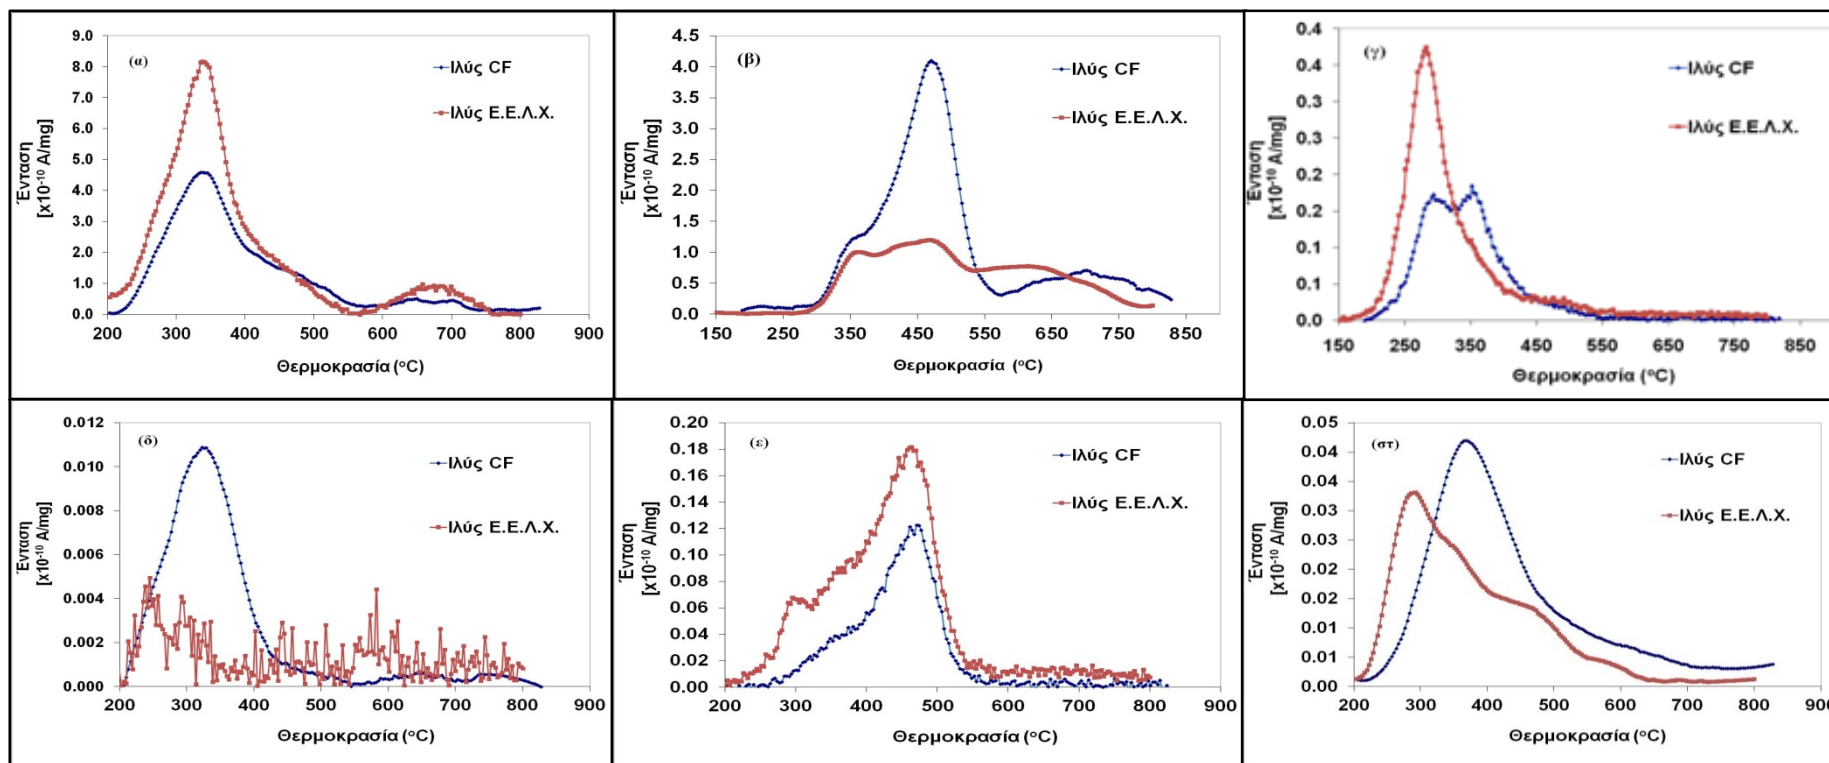 (α)
Ιλύς CF
Ιλύς Ε.Ε.Λ.Χ.
Ένταση
[x10⁻¹⁰ A/mg]
9.0
8.0
7.0
6.0
5.0
4.0
3.0
2.0
1.0
0.0
200 300 400 500 600 700 800 900
Θερμοκρασία (°C)
(β)
Ιλύς CF
Ιλύς Ε.Ε.Λ.Χ.
Ένταση
[x10⁻¹⁰ A/mg]
4.5
4.0
3.5
3.0
2.5
2.0
1.5
1.0
0.5
0.0
150 250 350 450 550 650 750 850
Θερμοκρασία (°C)
(γ)
Ιλύς CF
Ιλύς Ε.Ε.Λ.Χ.
Ένταση
[x10⁻¹⁰ A/mg]
0.4
0.4
0.3
0.3
0.2
0.2
0.1
0.1
0.0
150 250 350 450 550 650 750 850
Θερμοκρασία (°C)
(δ)
Ιλύς CF
Ιλύς Ε.Ε.Λ.Χ.
Ένταση
[x10⁻¹⁰ A/mg]
0.012
0.010
0.008
0.006
0.004
0.002
0.000
200 300 400 500 600 700 800 900
Θερμοκρασία (°C)
(ε)
Ιλύς CF
Ιλύς Ε.Ε.Λ.Χ.
Ένταση
[x10⁻¹⁰ A/mg]
0.20
0.18
0.16
0.14
0.12
0.10
0.08
0.06
0.04
0.02
0.00
200 300 400 500 600 700 800 900
Θερμοκρασία (°C)
(στ)
Ιλύς CF
Ιλύς Ε.Ε.Λ.Χ.
Ένταση
[x10⁻¹⁰ A/mg]
0.05
0.04
0.04
0.03
0.03
0.02
0.02
0.01
0.01
0.00
200 300 400 500 600 700 800 900
Θερμοκρασία (°C)